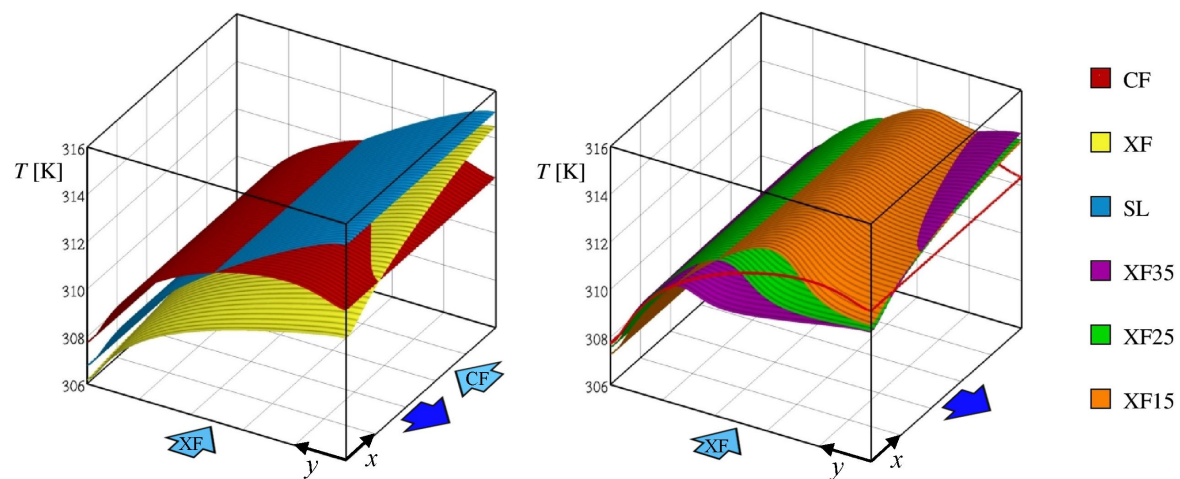 T [K]
316
314
312
310
308
306
XF
CF
y
x
T [K]
316
314
312
310
308
306
XF
y
x
CF
XF
SL
XF35
XF25
XF15